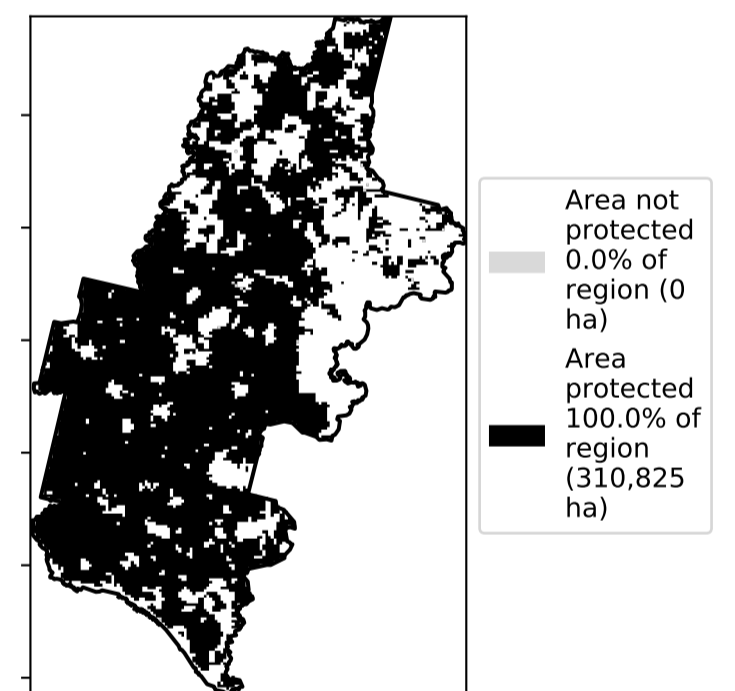 Area not
protected
0.0% of
region (0
ha)
Area
protected
100.0% of
region
(310,825
ha)